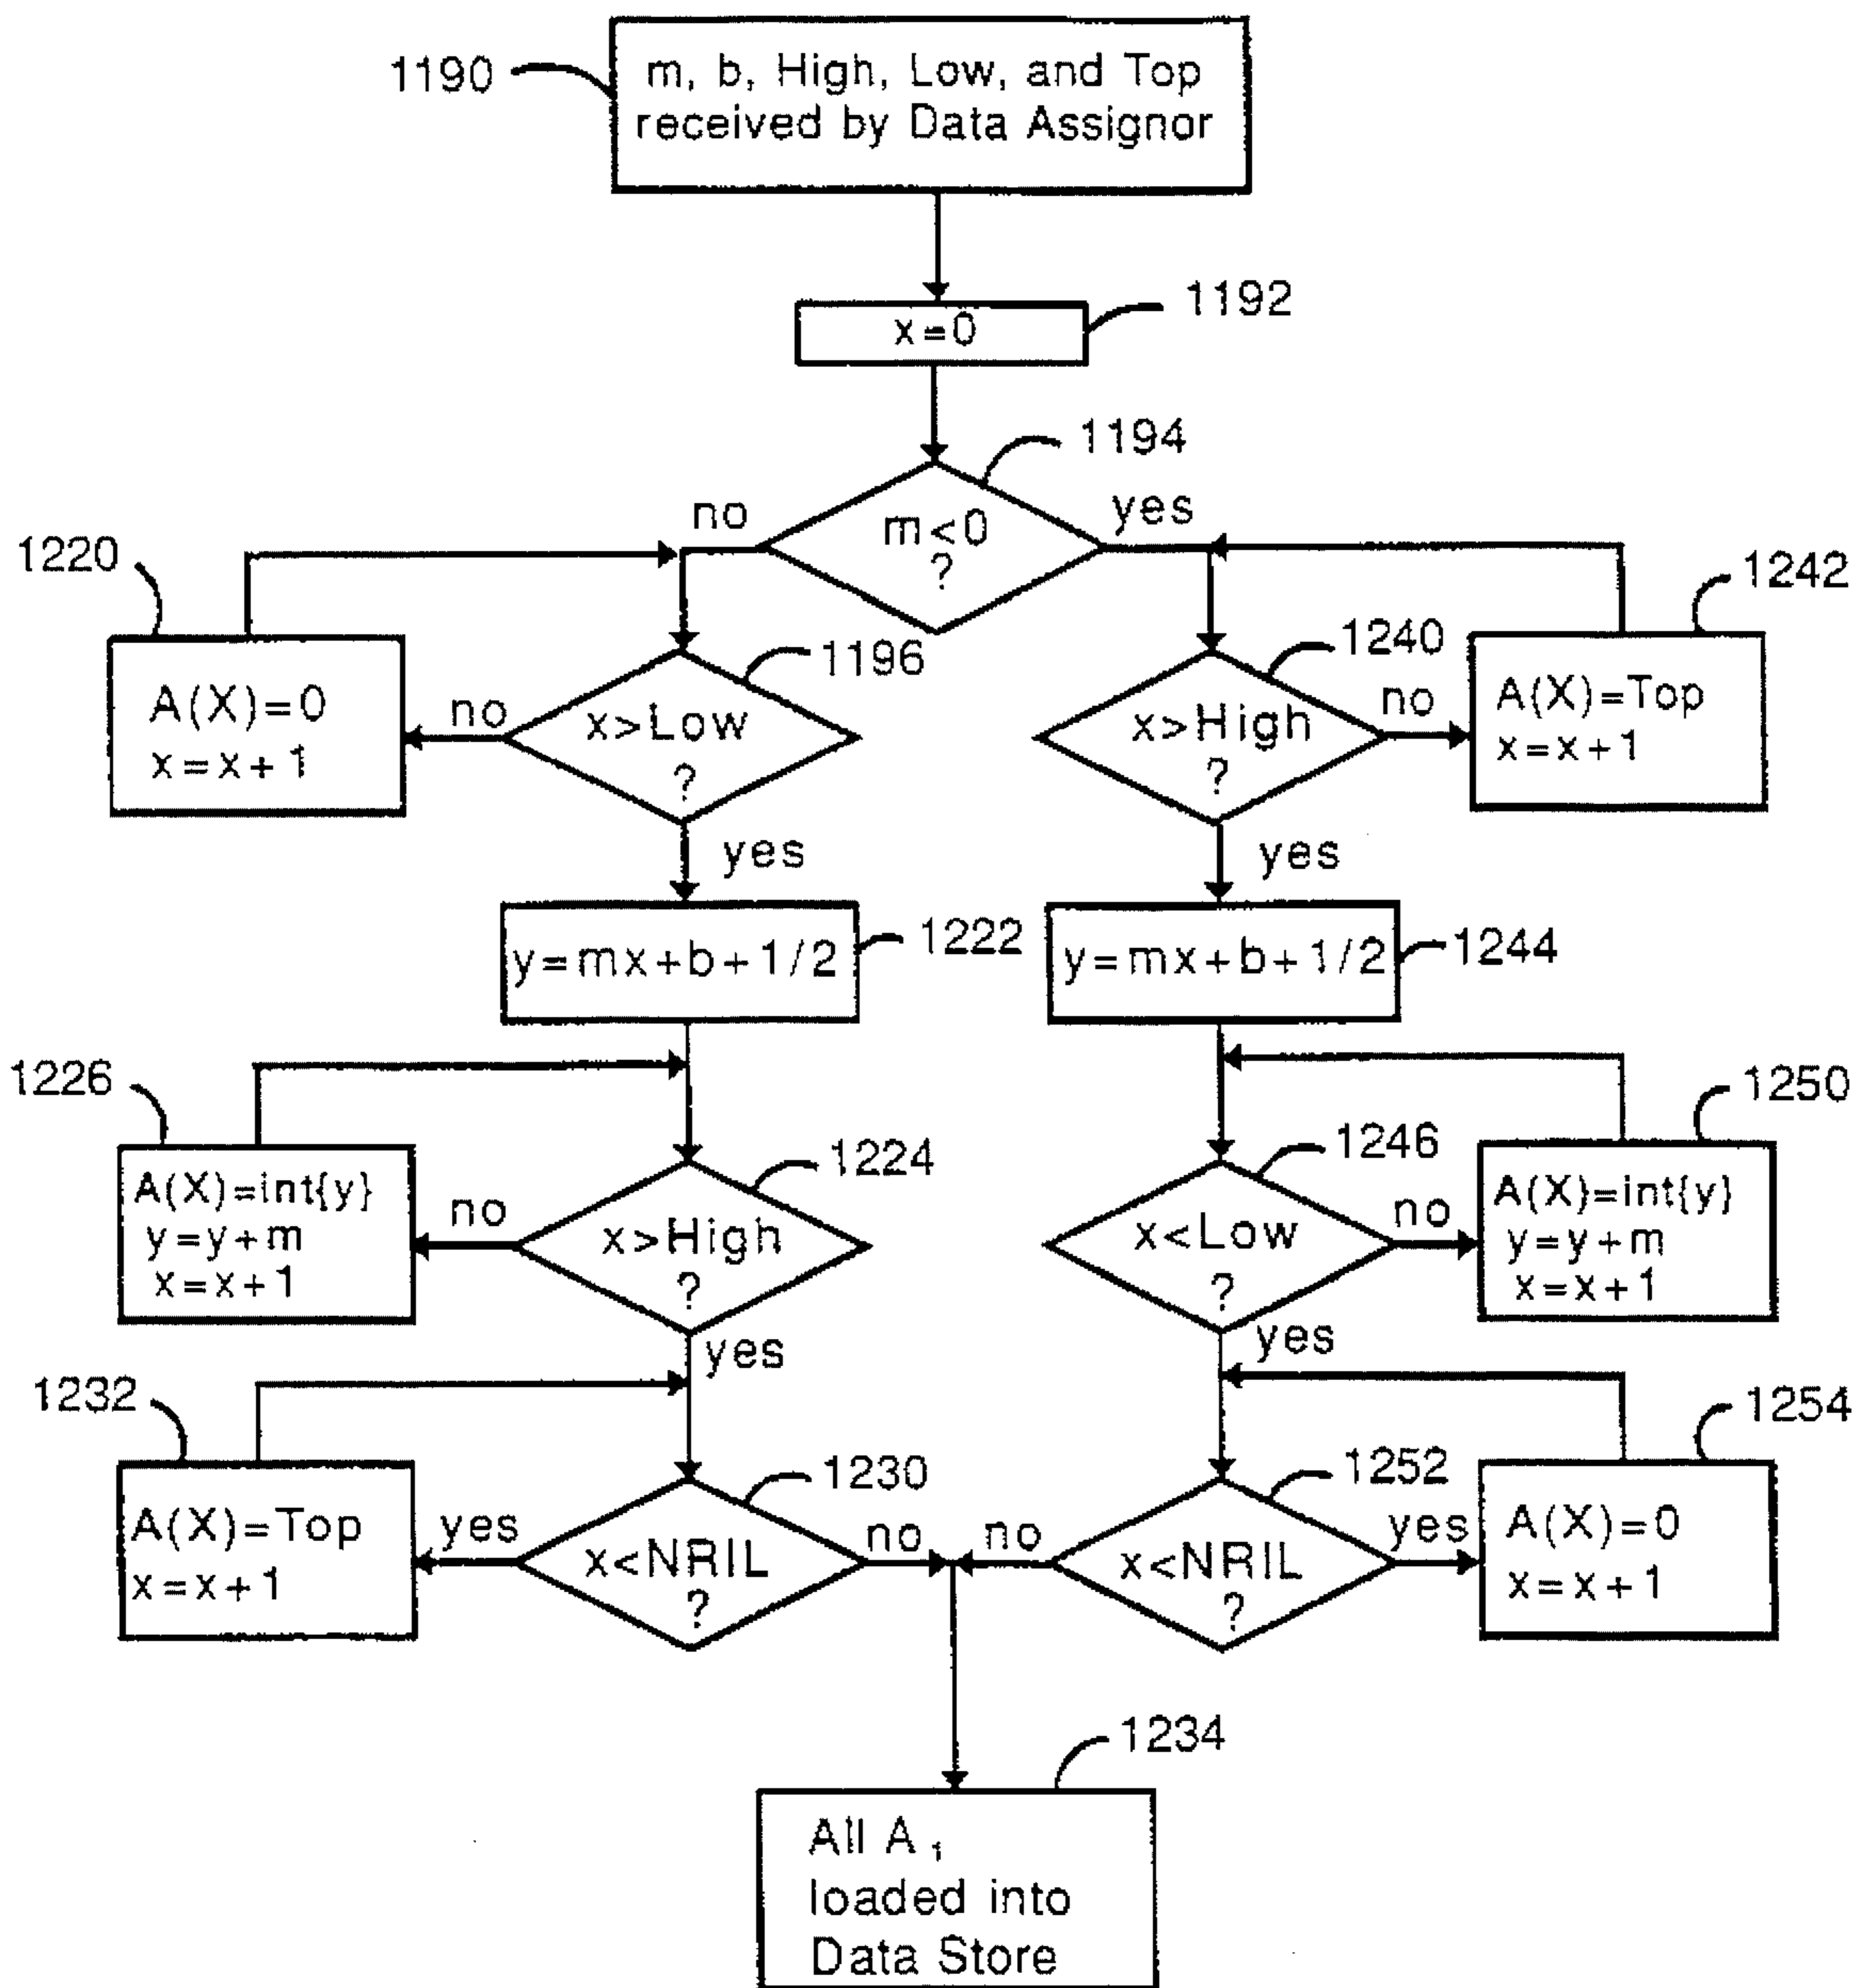 1190
m, b, High, Low, and Top
received by Data Assignor
1192
x=0
1194
no
m<0
?
yes
1220
A(X)=0
x=x+1
no
1196
x>Low
?
yes
1240
x>High
?
no
yes
1242
A(X)=Top
x=x+1
y=mx+b+1/2
1222
y=mx+b+1/2
1244
1226
A(X)=int{y}
y=y+m
x=x+1
no
1224
x>High
?
yes
1246
x<Low
?
no
yes
1250
A(X)=int{y}
y=y+m
x=x+1
1232
A(X)=Top
x=x+1
yes
1230
x<NRIL
?
no
no
1252
x<NRIL
?
yes
1254
A(X)=0
x=x+1
1234
All A
loaded into
Data Store